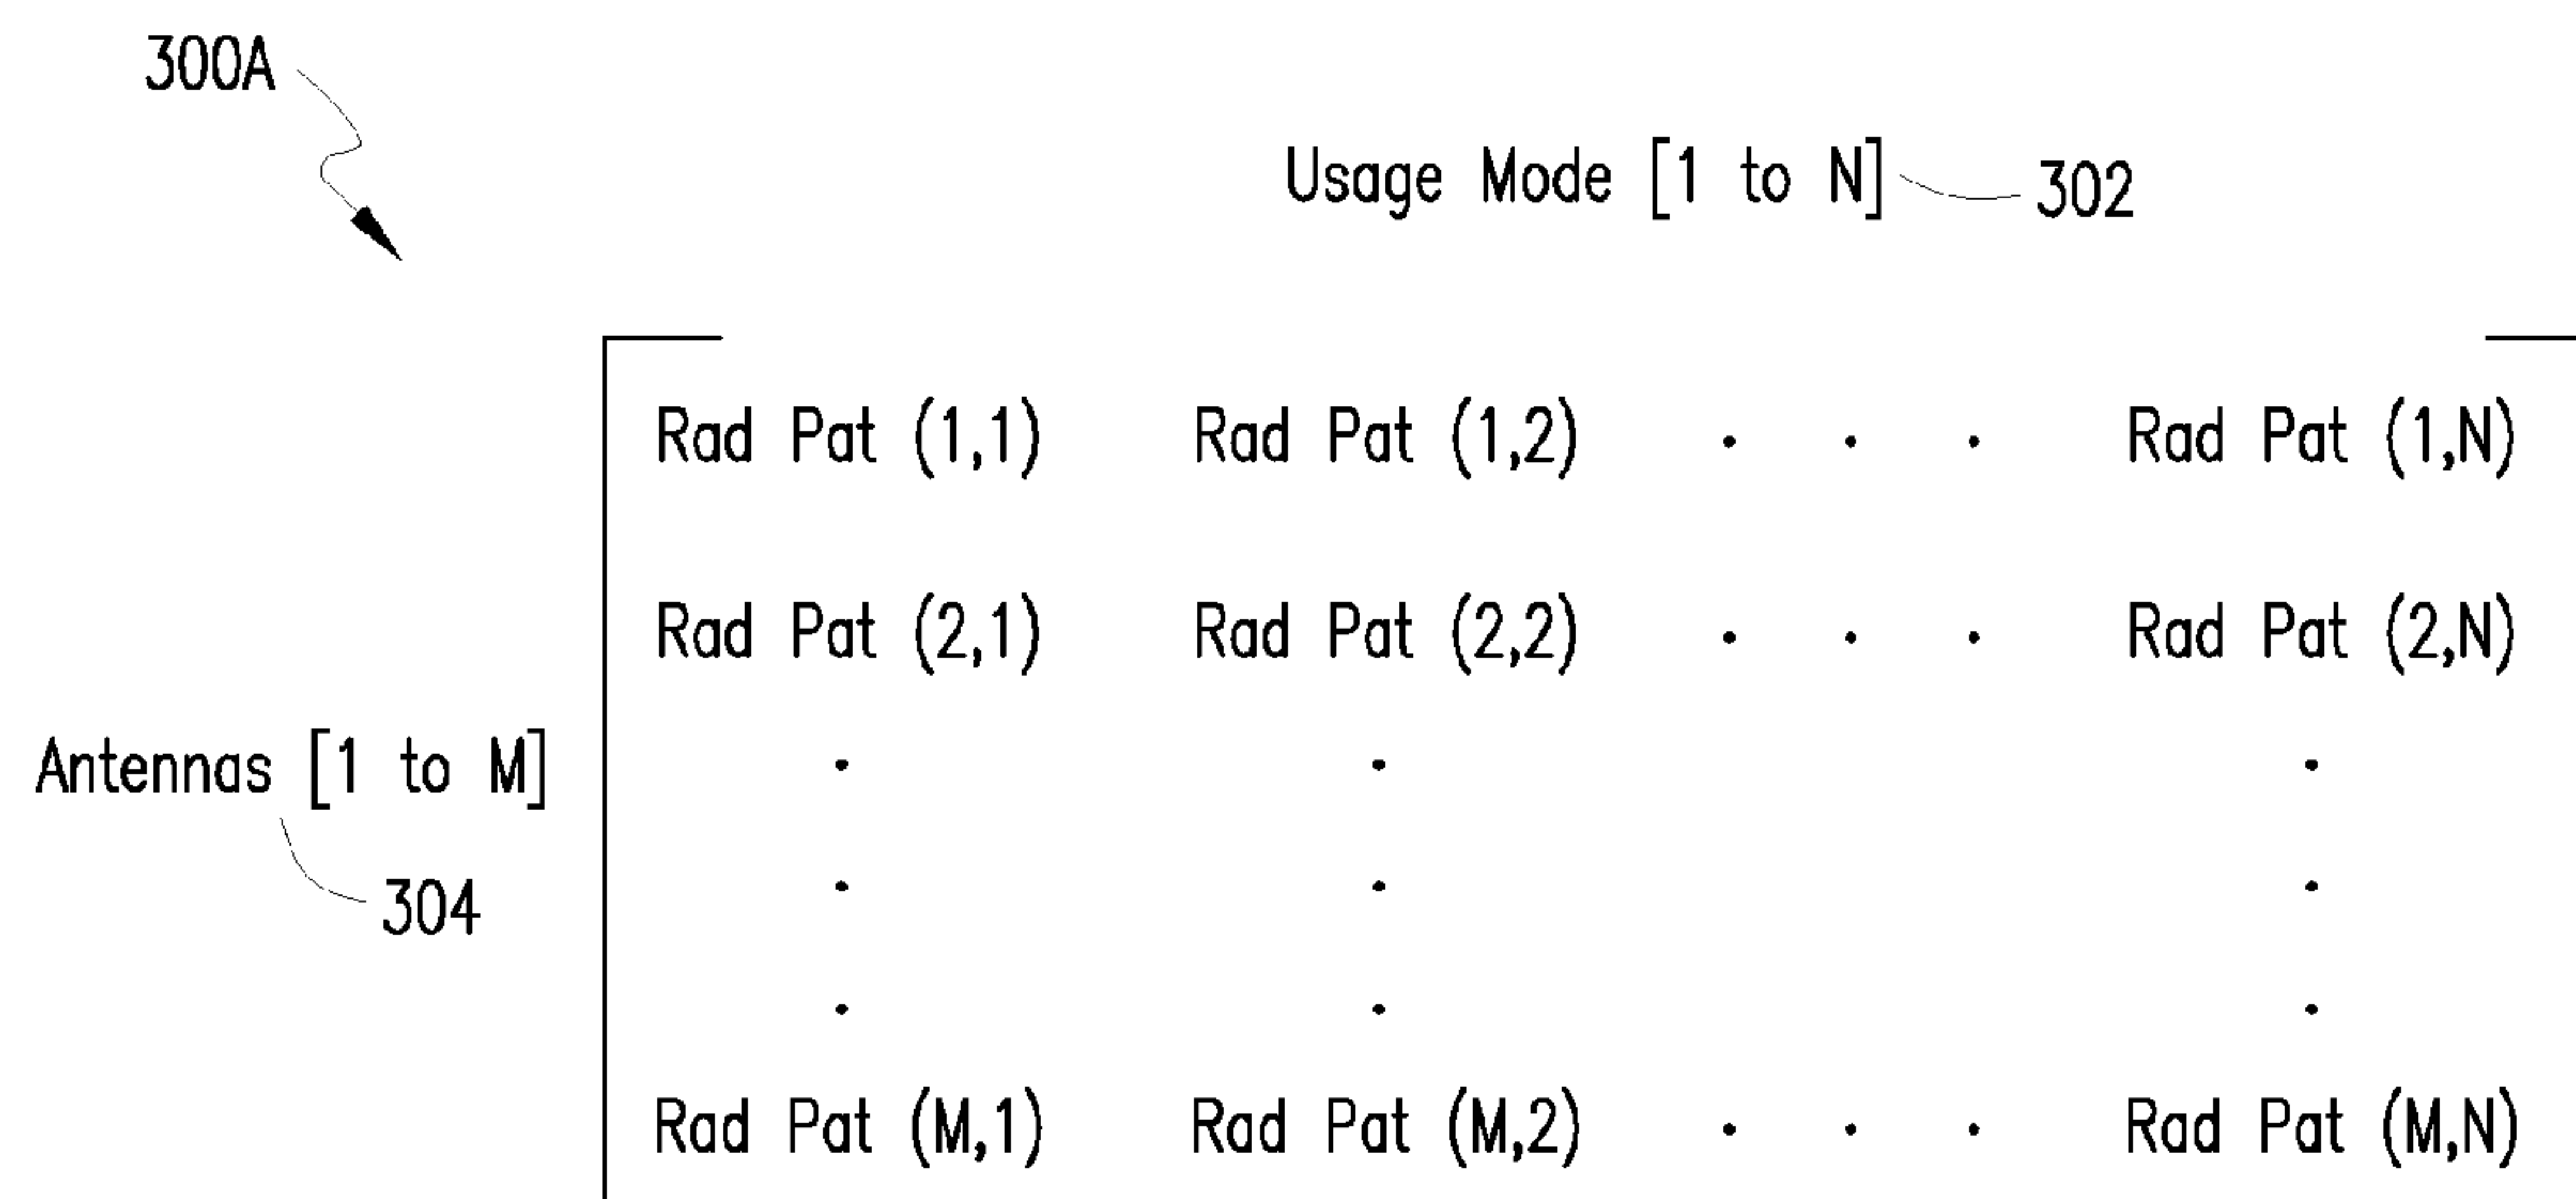 300A
Usage Mode [1 to N] 302
Rad Pat (1,1) Rad Pat (1,2) . . . Rad Pat (1,N)
Rad Pat (2,1) Rad Pat (2,2) . . . Rad Pat (2,N)
Antennas [1 to M] . . .
304 . . .
. . .
Rad Pat (M,1) Rad Pat (M,2) . . . Rad Pat (M,N)